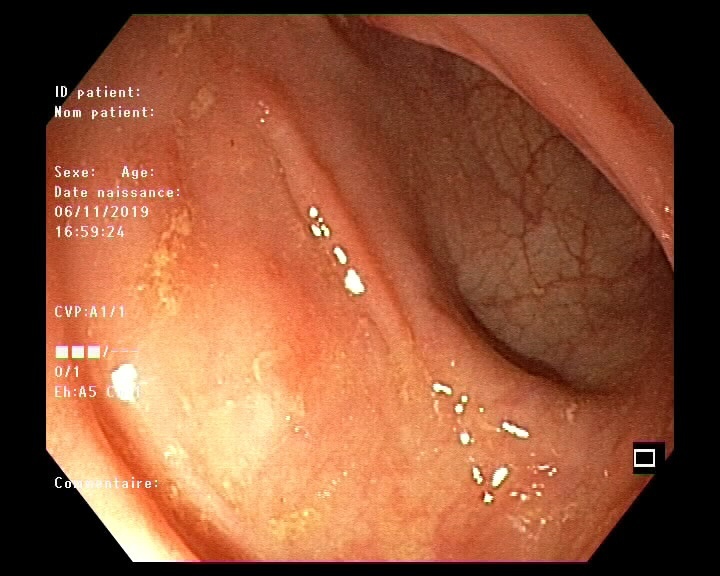 ID patient:
Nom patient:
Sexe: Age:
Date naissance:
06/11/2019
16:59:24
CVP:A1/1
0/1
Eh:A5
Commentaire: